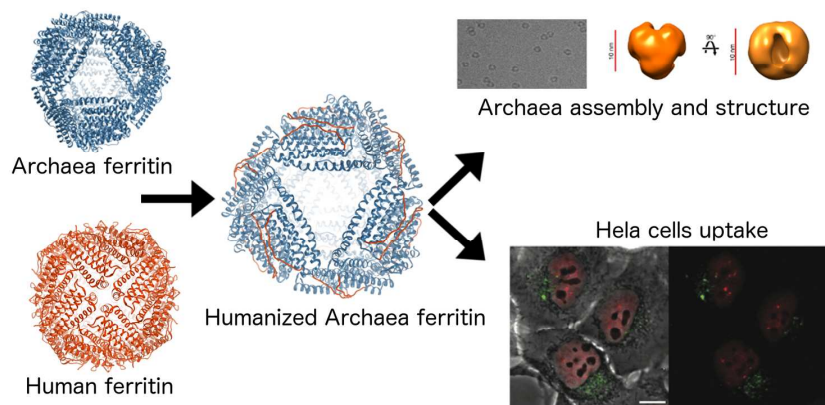 Archaea ferritin
Human ferritin
Humanized Archaea ferritin
10 nm
90°
10 nm
Archaea assembly and structure
Hela cells uptake